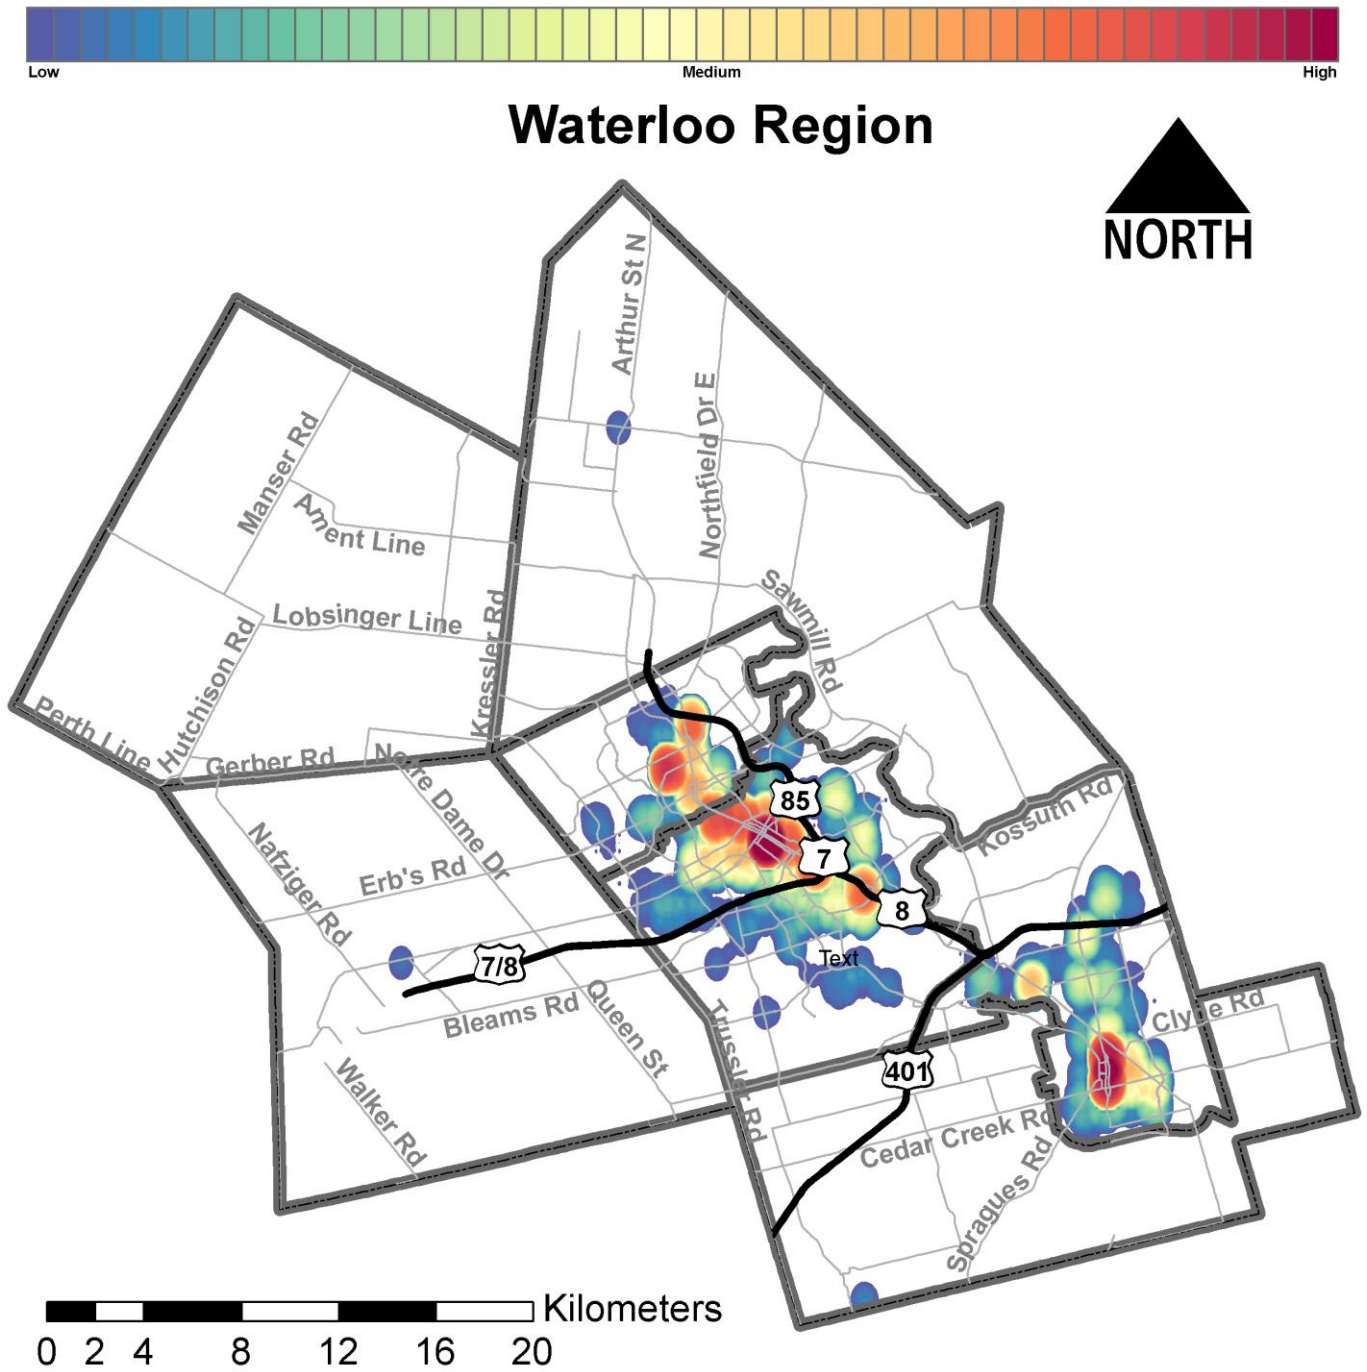 Low Medium High
Waterloo Region
NORTH
Arthur St N
Northfield Dr E
Manser Rd
Ament Line
Sawmill Rd
Lobsinger Line
Kressler Rd
Hutchison Rd
Perth Line
Gerber Rd
Notre Dame Dr
85
Kossuth Rd
Nafziger Rd
Erb's Rd
7
8
7/8
Text
Bleams Rd
Queen St
Trussler Rd
Clyde Rd
401
Walker Rd
Cedar Creek Rd
Spragues Rd
Kilometers
0 2 4 8 12 16 20